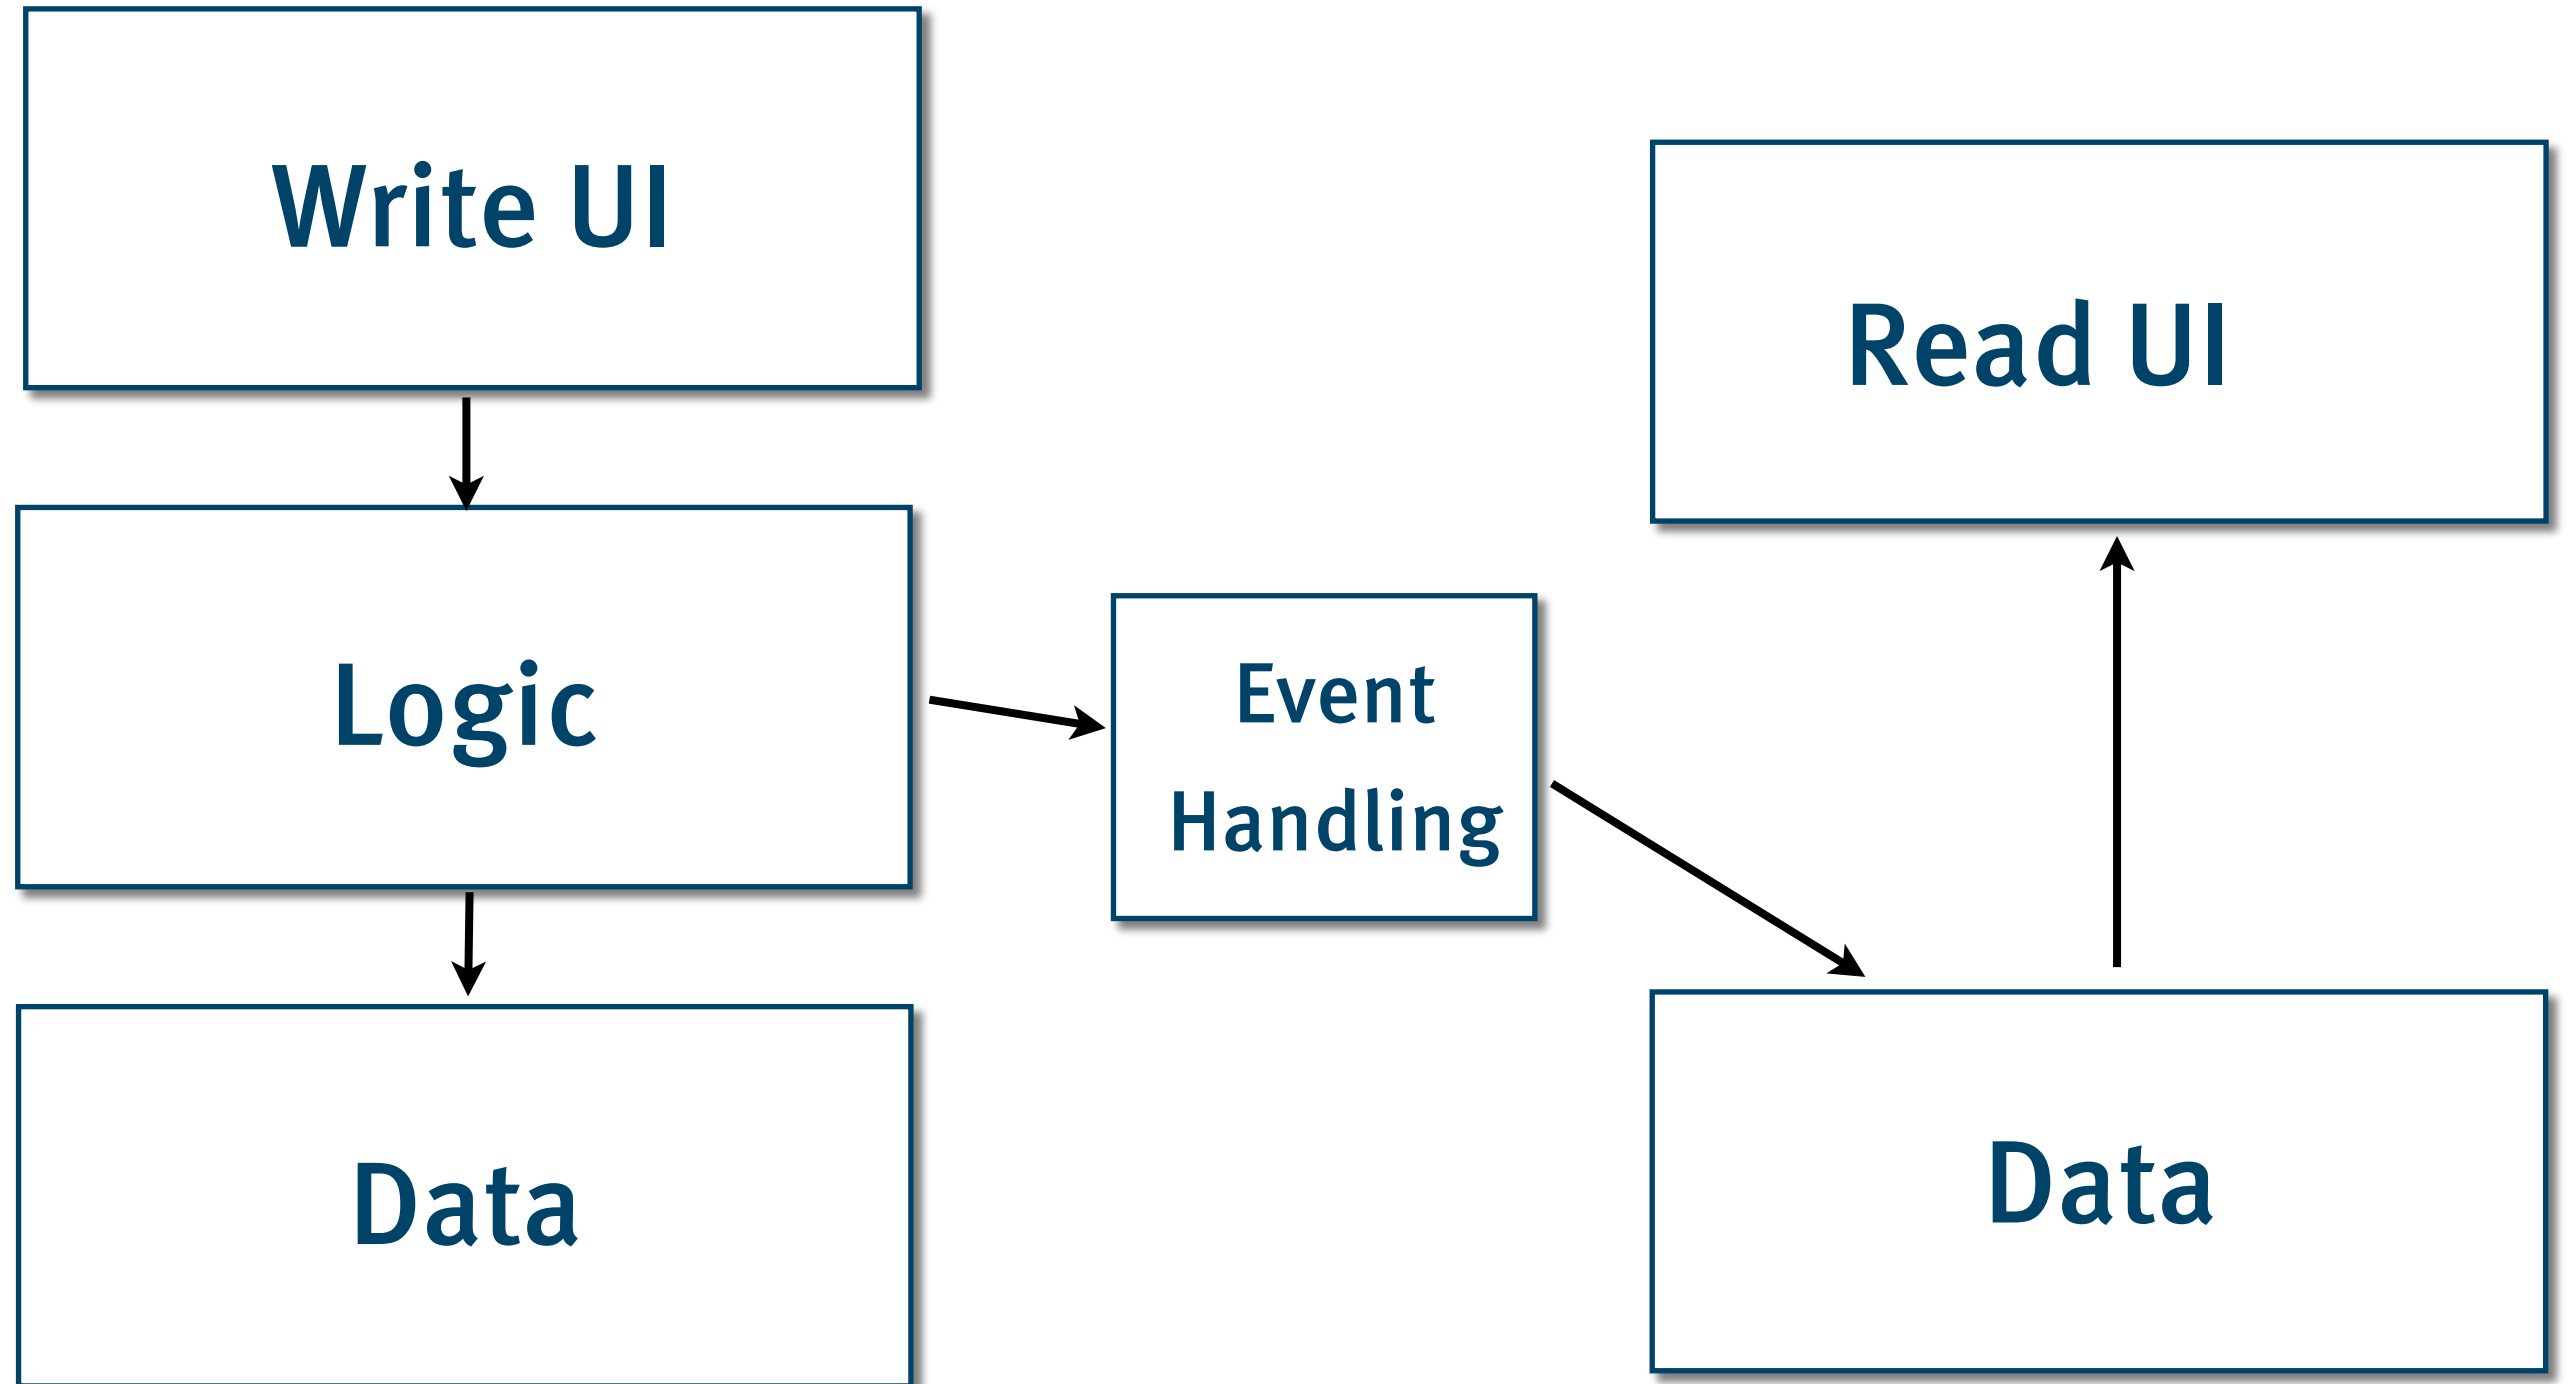 Write UI
Read UI
Logic
Event
Handling
Data
Data